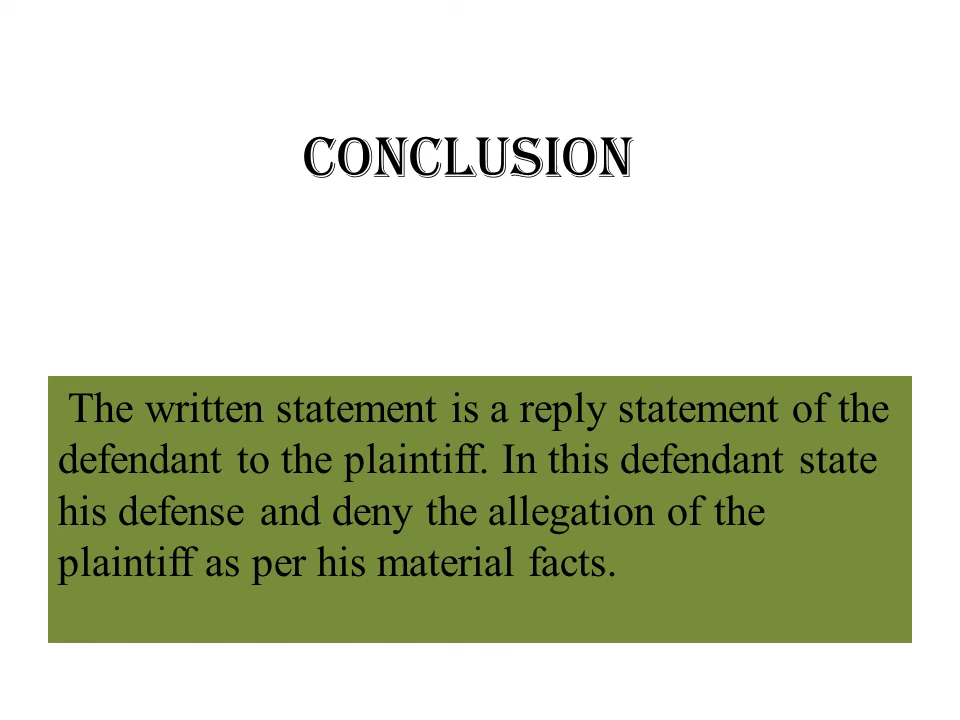 CONCLUSION
The written statement is a reply statement of the
defendant to the plaintiff. In this defendant state
his defense and deny the allegation of the
plaintiff as per his material facts.